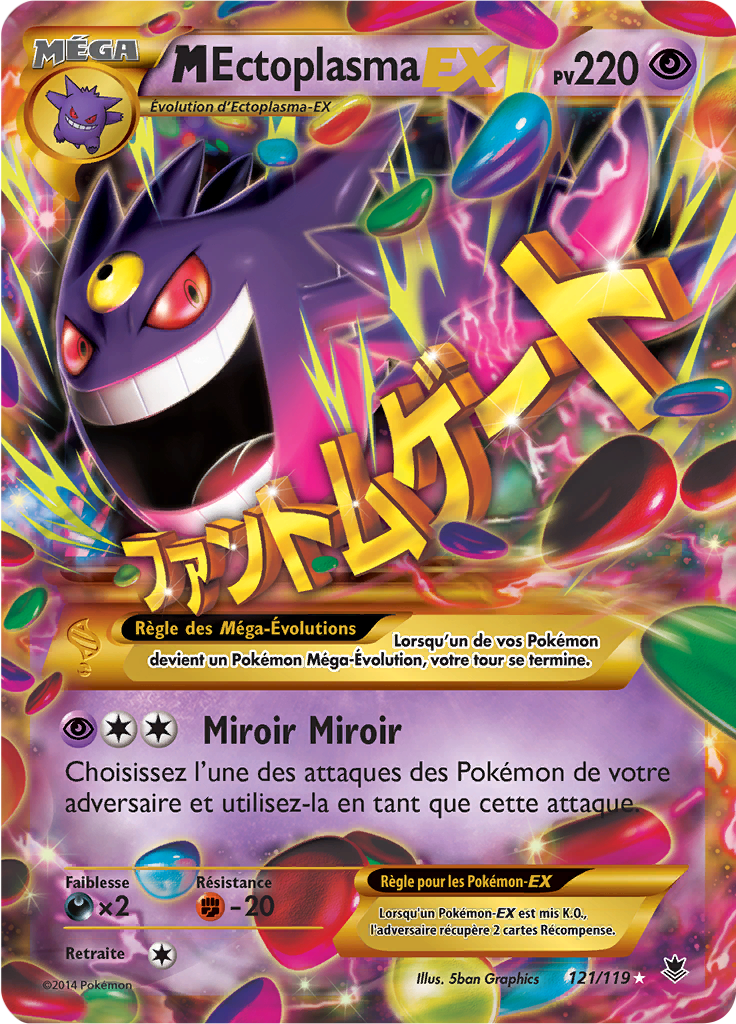 MÉGA
MEctoplasma EX PV220
Évolution d'Ectoplasma-EX
ファントムゲート
Règle des Méga-Évolutions
Lorsqu'un de vos Pokémon
devient un Pokémon Méga-Évolution, votre tour se termine.
Miroir Miroir
Choisissez l'une des attaques des Pokémon de votre
adversaire et utilisez-la en tant que cette attaque.
Faiblesse Résistance
×2 -20
Retraite
Règle pour les Pokémon-EX
Lorsqu'un Pokémon-EX est mis K.O.,
l'adversaire récupère 2 cartes Récompense.
©2014 Pokémon Illus. 5ban Graphics 121/119★